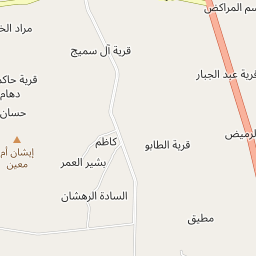 سم المراكض
مراد الخ
قرية آل سميج
قرية عبد الجبار
قرية حاكم
دهام
حسان
الرميض
كاظم
قرية الطابو
إيشان أم
معين
بشير العمر
السادة الرهشان
مطيق